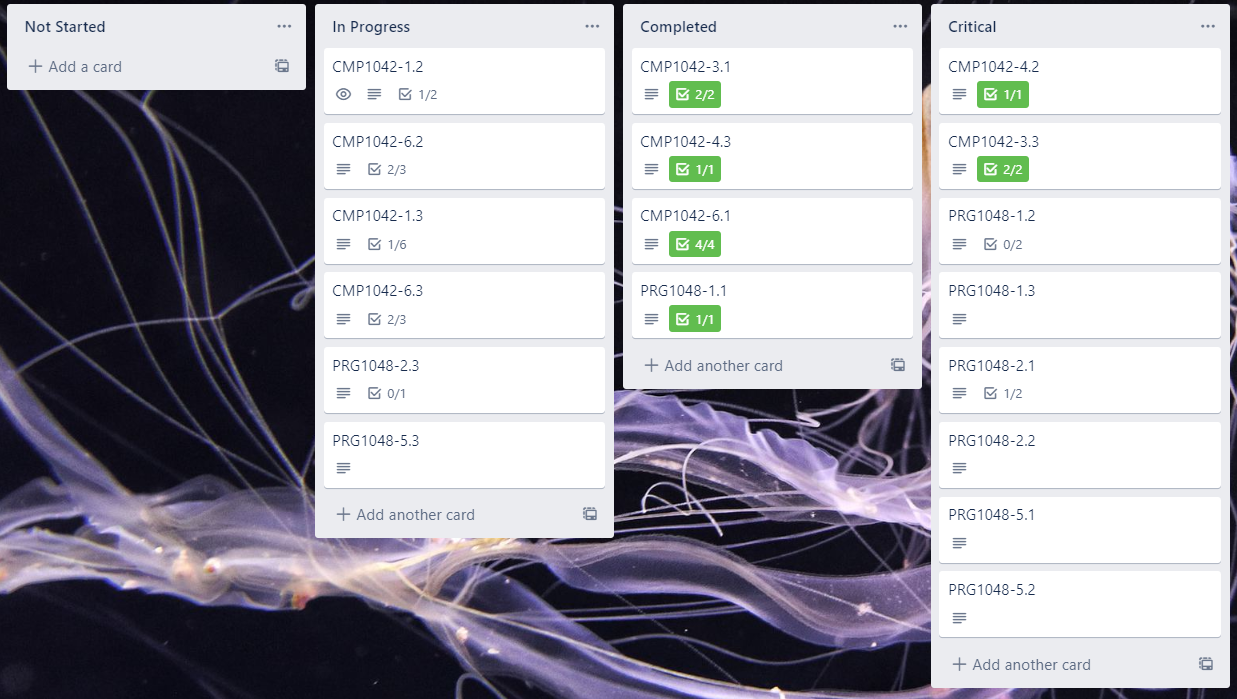 Not Started
Add a card
In Progress
CMP1042-1.2
1/2
CMP1042-6.2
2/3
CMP1042-1.3
1/6
CMP1042-6.3
2/3
PRG1048-2.3
0/1
PRG1048-5.3
Add another card
Completed
CMP1042-3.1
2/2
CMP1042-4.3
1/1
CMP1042-6.1
4/4
PRG1048-1.1
1/1
Add another card
Critical
CMP1042-4.2
1/1
CMP1042-3.3
2/2
PRG1048-1.2
0/2
PRG1048-1.3
PRG1048-2.1
1/2
PRG1048-2.2
PRG1048-5.1
PRG1048-5.2
Add another card